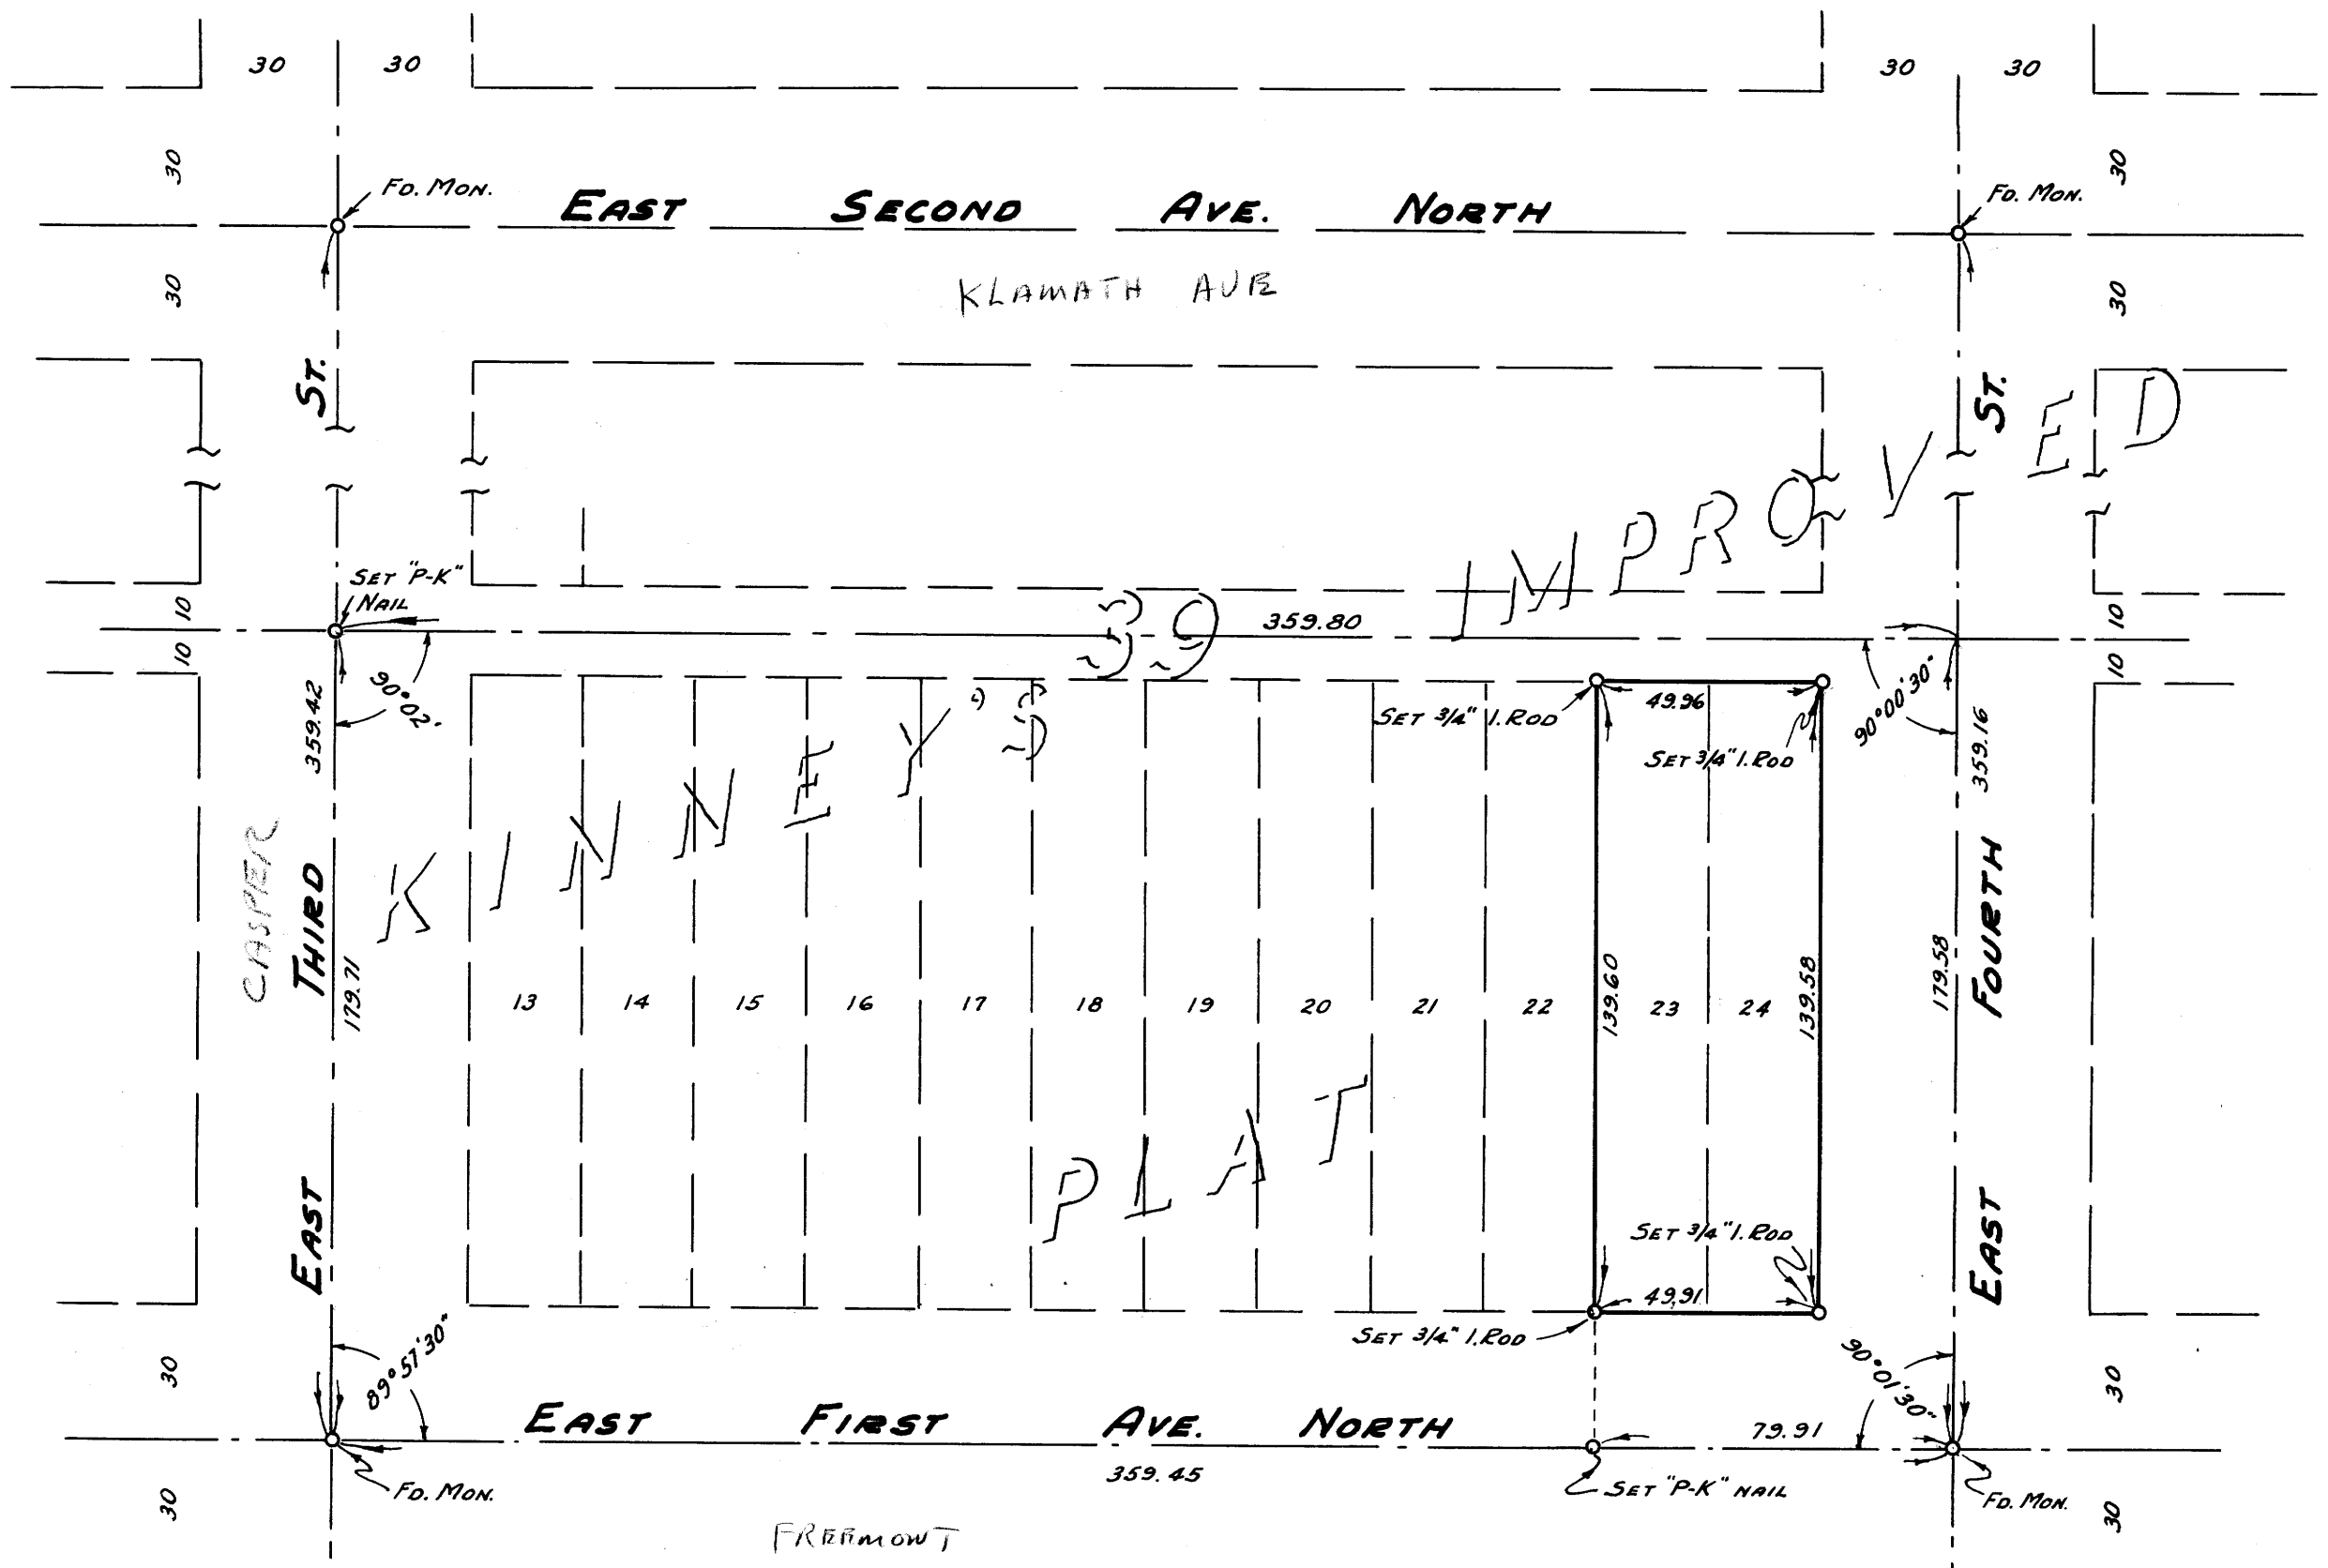 30 30 30 30
30 30
FD. MON. FD. MON.
EAST SECOND AVE. NORTH
30 30
KLAMATH AVE
ST. ST.
IMPROVED
SET "P-K"
NAIL
10 10
39
359.80
10 10
90°02'
90°00'30"
359.42 359.16
49.96
SET 3/4" I. ROD
SET 3/4" I. ROD
KINNEY'S
CASPER
THIRD FOURTH
179.71 139.60 139.58 179.58
13 14 15 16 17 18 19 20 21 22 23 24
PLAT
EAST EAST
SET 3/4" I. ROD
49.91
SET 3/4" I. ROD
89°57'30"
90°01'30"
30 30
EAST FIRST AVE. NORTH
79.91
359.45
FD. MON.
SET "P-K" NAIL
FD. MON.
30 30
FREEMONT